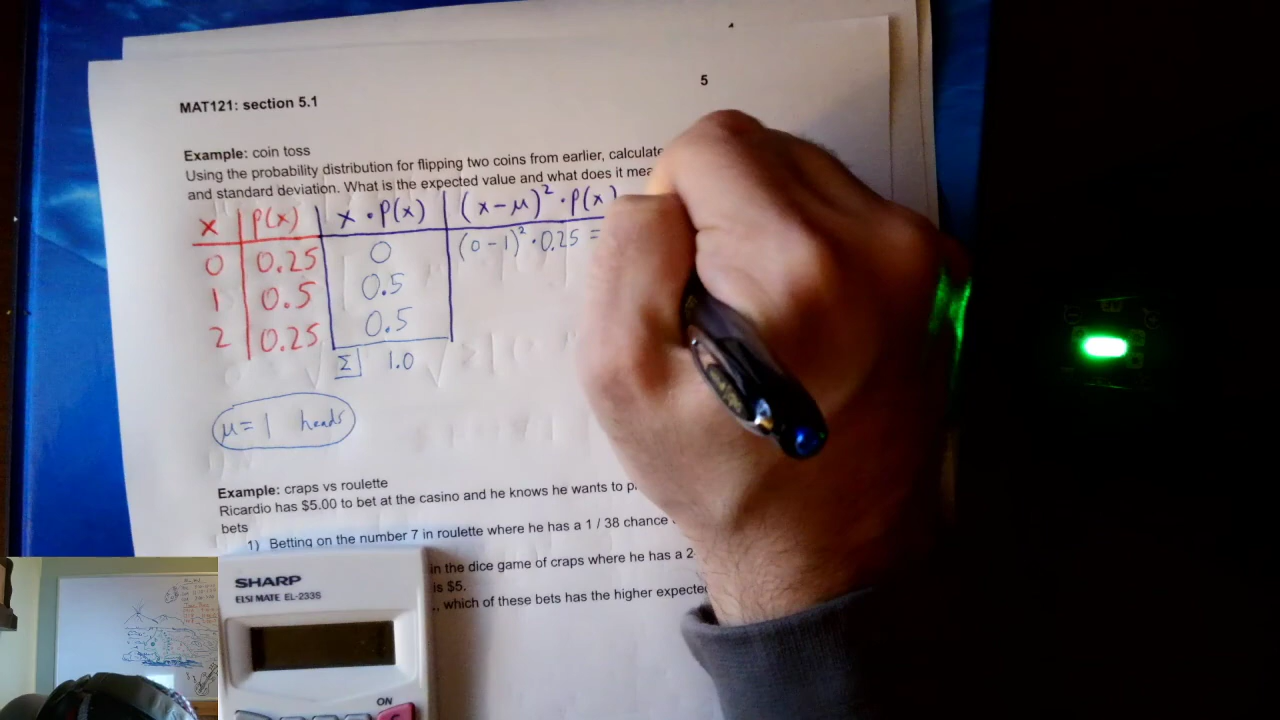 5
MAT121: section 5.1
Example: coin toss
Using the probability distribution for flipping two coins from earlier, calculate
and standard deviation. What is the expected value and what does it
x P(x) x • P(x) (x-μ)² • P(x)
0 0.25 0 (0-1)² • 0.25 =
1 0.5 0.5
2 0.25 0.5
Σ 1.0
μ = 1 heads
Example: craps vs roulette
Ricardio has $5.00 to bet at the casino and he knows he wants to
bets
1) Betting on the number 7 in roulette where he has a 1 / 38 chance
in the dice game of craps where he has a 2
is $5.
, which of these bets has the higher expected
SHARP
ELSI MATE EL-233S
ON
C